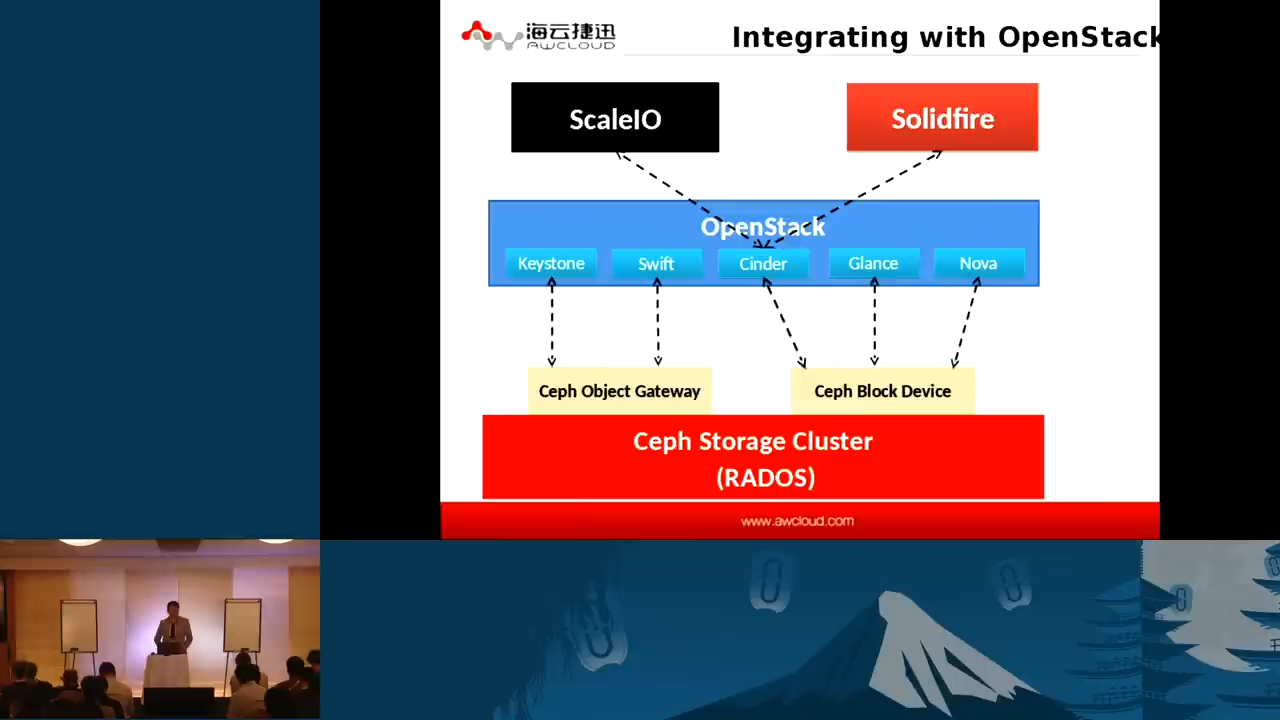 海云捷迅
AWCLOUD
Integrating with OpenStack
ScaleIO
Solidfire
OpenStack
Keystone
Swift
Cinder
Glance
Nova
Ceph Object Gateway
Ceph Block Device
Ceph Storage Cluster
(RADOS)
www.awcloud.com